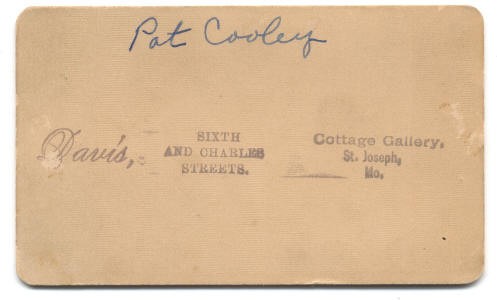 Pat Cooley
Davis,
SIXTH
AND CHARLES
STREETS.
Cottage Gallery,
St. Joseph,
Mo.